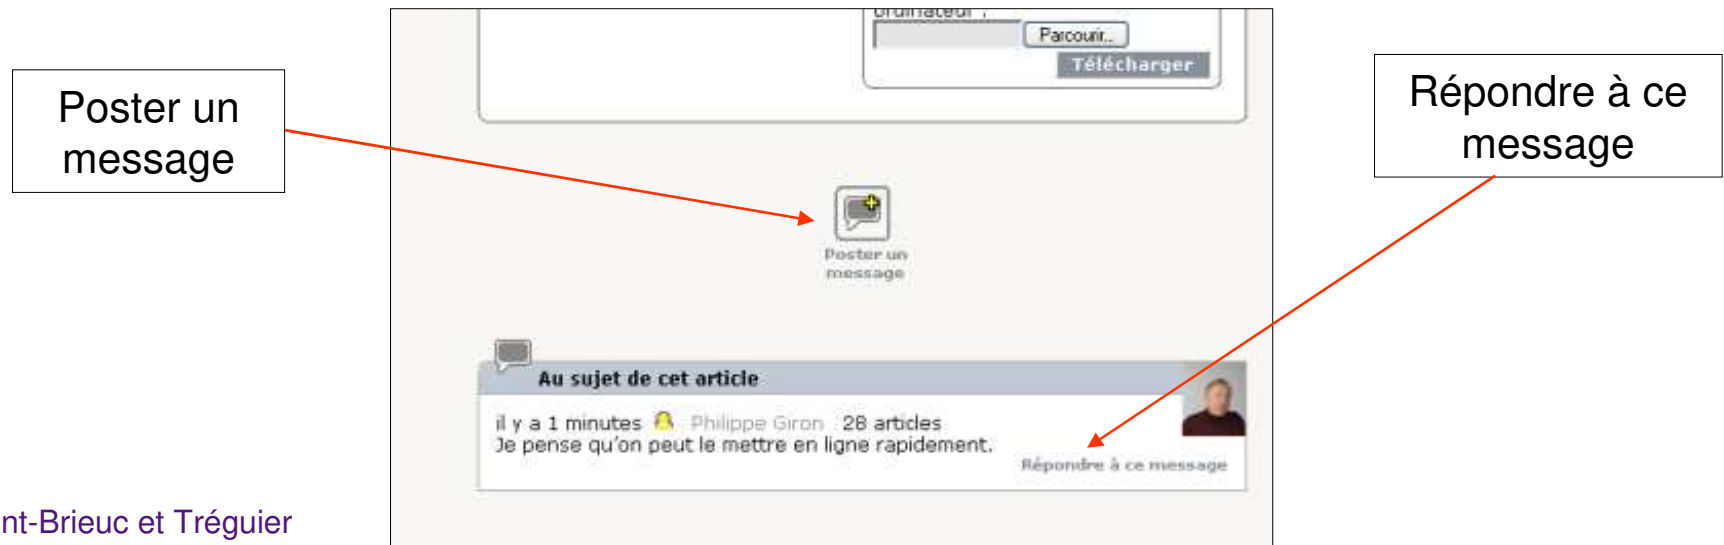 ordinateur :
Parcourir...
Télécharger
Poster un
message
Répondre à ce
message
Poster un
message
Au sujet de cet article
il y a 1 minutes Philippe Giron 28 articles
Je pense qu'on peut le mettre en ligne rapidement.
Répondre à ce message
nt-Brieuc et Tréguier